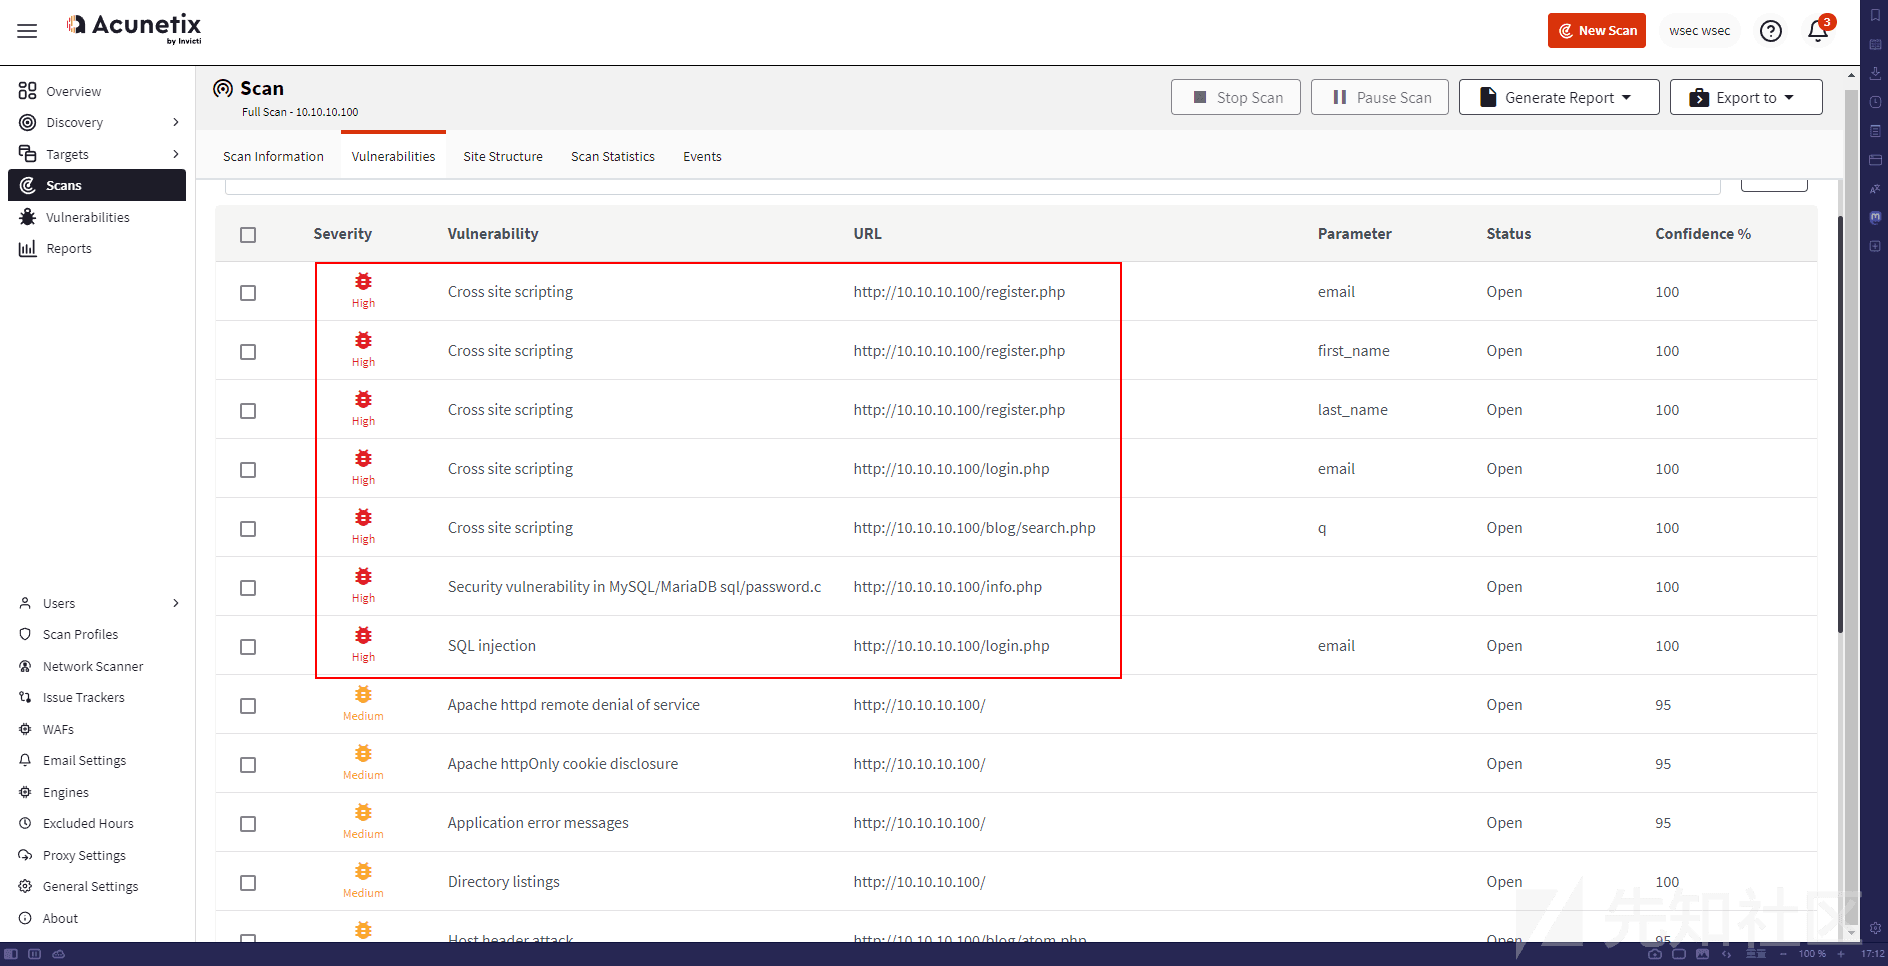 Acunetix
by Invicti
New Scan
wsec wsec
3
Overview
Discovery
Targets
Scans
Vulnerabilities
Reports
Users
Scan Profiles
Network Scanner
Issue Trackers
WAFs
Email Settings
Engines
Excluded Hours
Proxy Settings
General Settings
About
Scan
Full Scan - 10.10.10.100
Stop Scan
Pause Scan
Generate Report
Export to
Scan Information Vulnerabilities Site Structure Scan Statistics Events
Severity Vulnerability URL Parameter Status Confidence %
High Cross site scripting http://10.10.10.100/register.php email Open 100
High Cross site scripting http://10.10.10.100/register.php first_name Open 100
High Cross site scripting http://10.10.10.100/register.php last_name Open 100
High Cross site scripting http://10.10.10.100/login.php email Open 100
High Cross site scripting http://10.10.10.100/blog/search.php q Open 100
High Security vulnerability in MySQL/MariaDB sql/password.c http://10.10.10.100/info.php Open 100
High SQL injection http://10.10.10.100/login.php email Open 100
Medium Apache httpd remote denial of service http://10.10.10.100/ Open 95
Medium Apache httpOnly cookie disclosure http://10.10.10.100/ Open 95
Medium Application error messages http://10.10.10.100/ Open 95
Medium Directory listings http://10.10.10.100/ Open 100
Host header attack http://10.10.10.100/blog/atom.php Open 95
先知社区
100 %
17:12